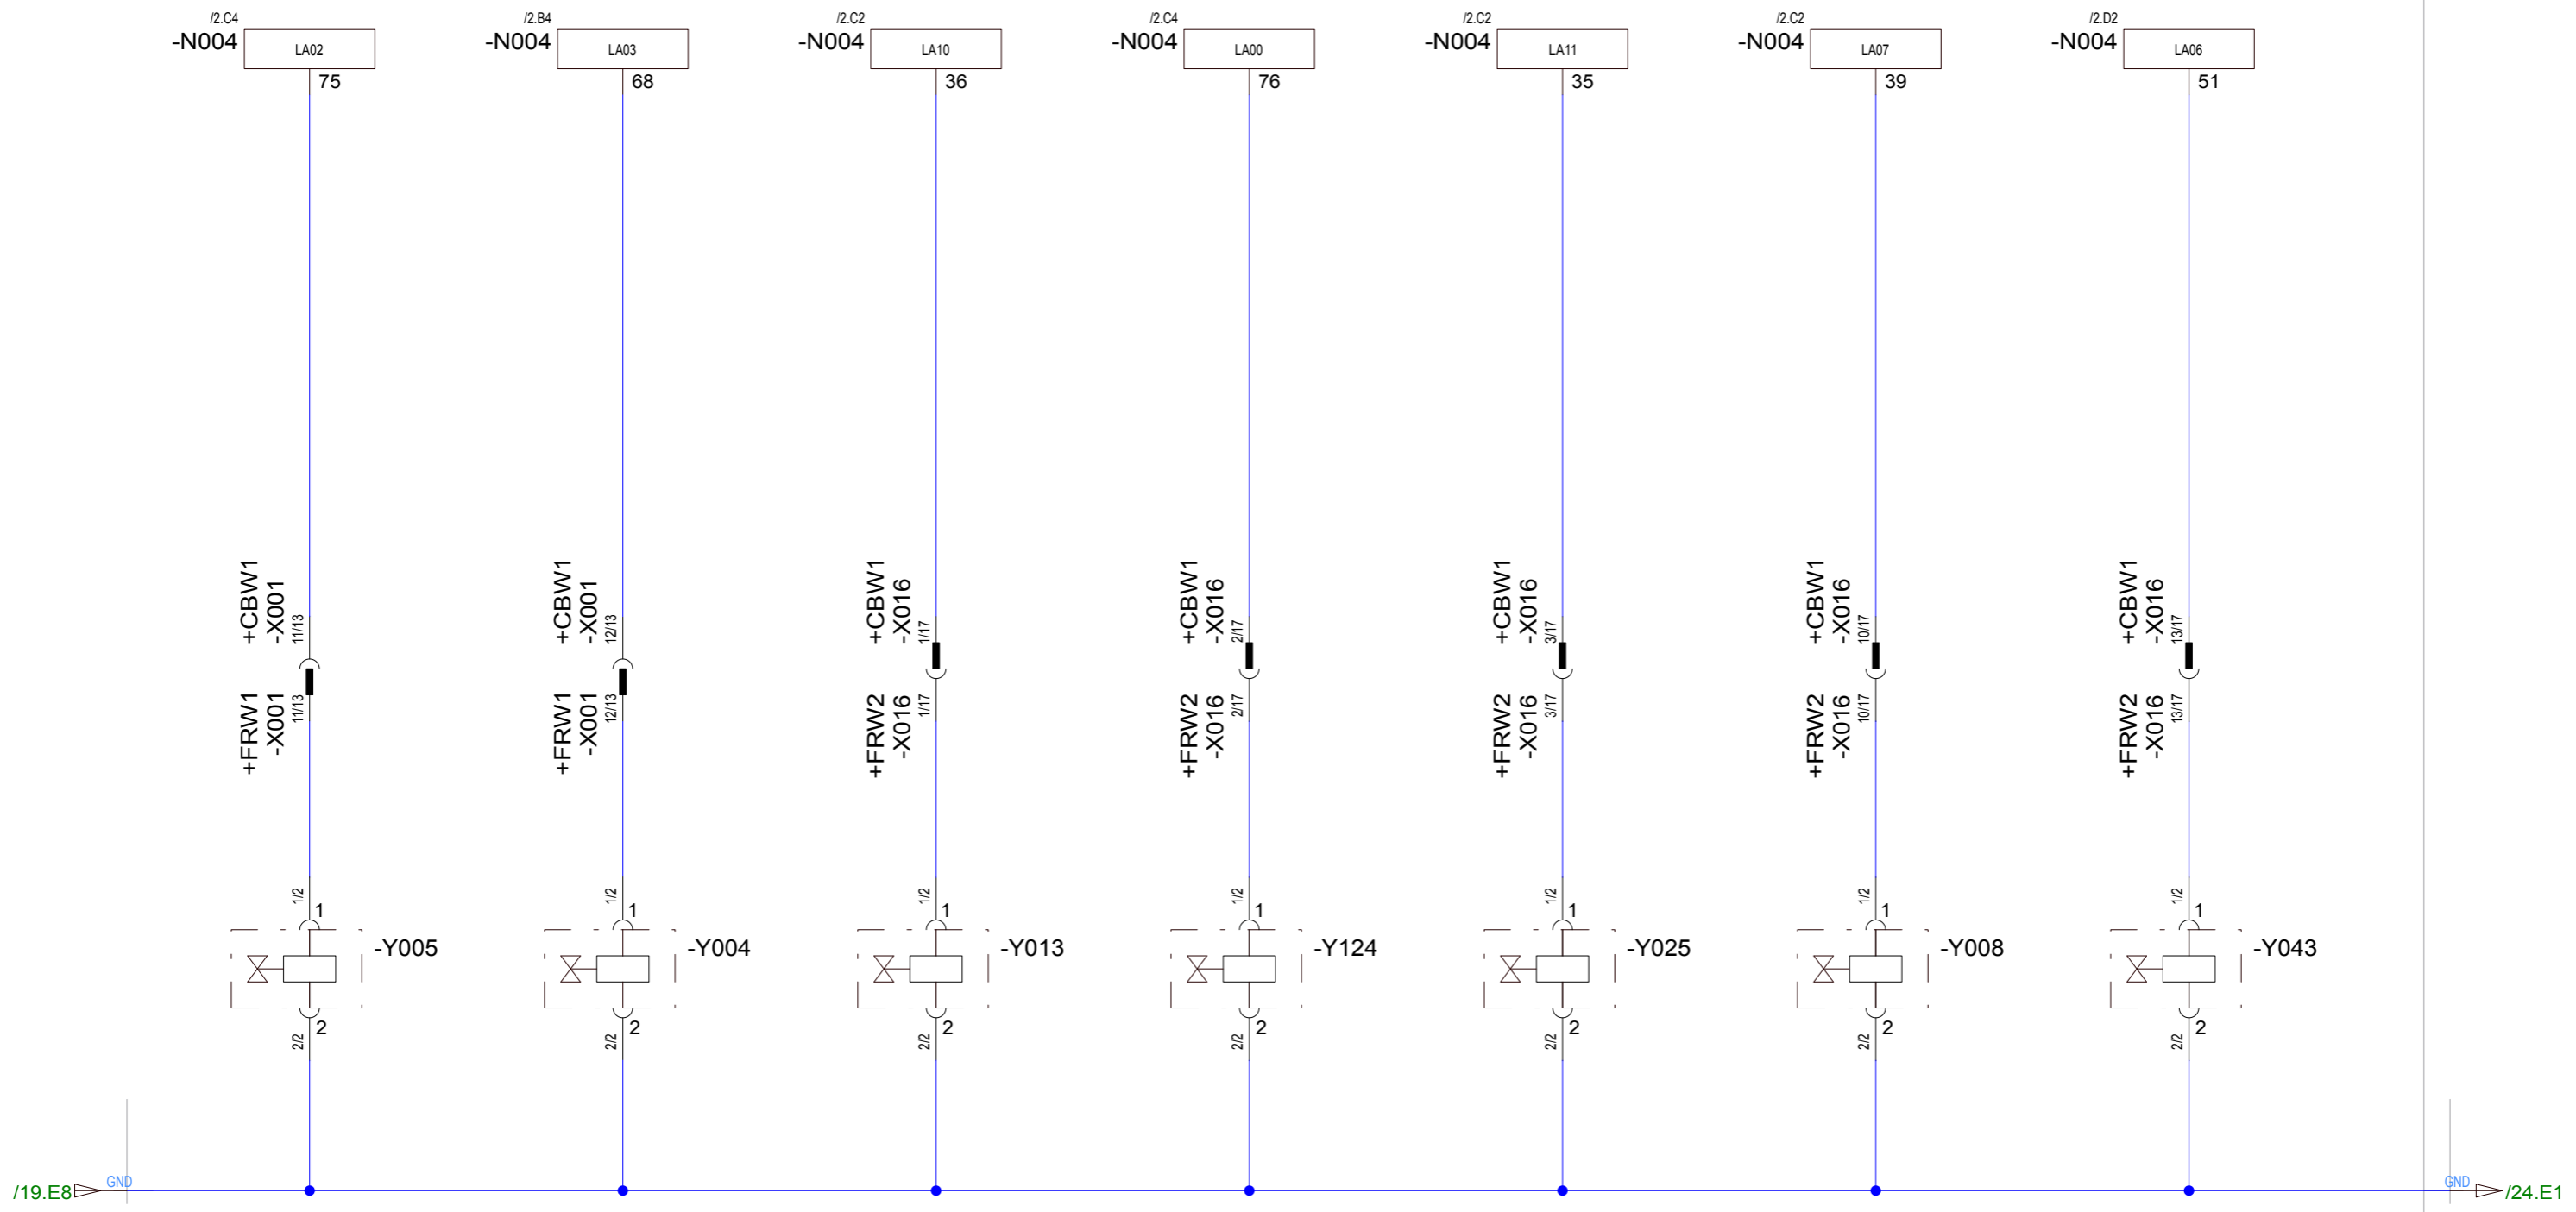 /2.C4 /2.B4 /2.C2 /2.C4 /2.C2 /2.C2 /2.D2
-N004 LA02 -N004 LA03 -N004 LA10 -N004 LA00 -N004 LA11 -N004 LA07 -N004 LA06
75 68 36 76 35 39 51
+CBW1 +CBW1 +CBW1 +CBW1 +CBW1 +CBW1 +CBW1
-X001 -X001 -X016 -X016 -X016 -X016 -X016
11/13 12/13 1/17 2/17 3/17 10/17 13/17
+FRW1 +FRW1 +FRW2 +FRW2 +FRW2 +FRW2 +FRW2
-X001 -X001 -X016 -X016 -X016 -X016 -X016
11/13 12/13 1/17 2/17 3/17 10/17 13/17
1/2 1/2 1/2 1/2 1/2 1/2 1/2
1 1 1 1 1 1 1
-Y005 -Y004 -Y013 -Y124 -Y025 -Y008 -Y043
2 2 2 2 2 2 2
2/2 2/2 2/2 2/2 2/2 2/2 2/2
/19.E8 GND GND /24.E1